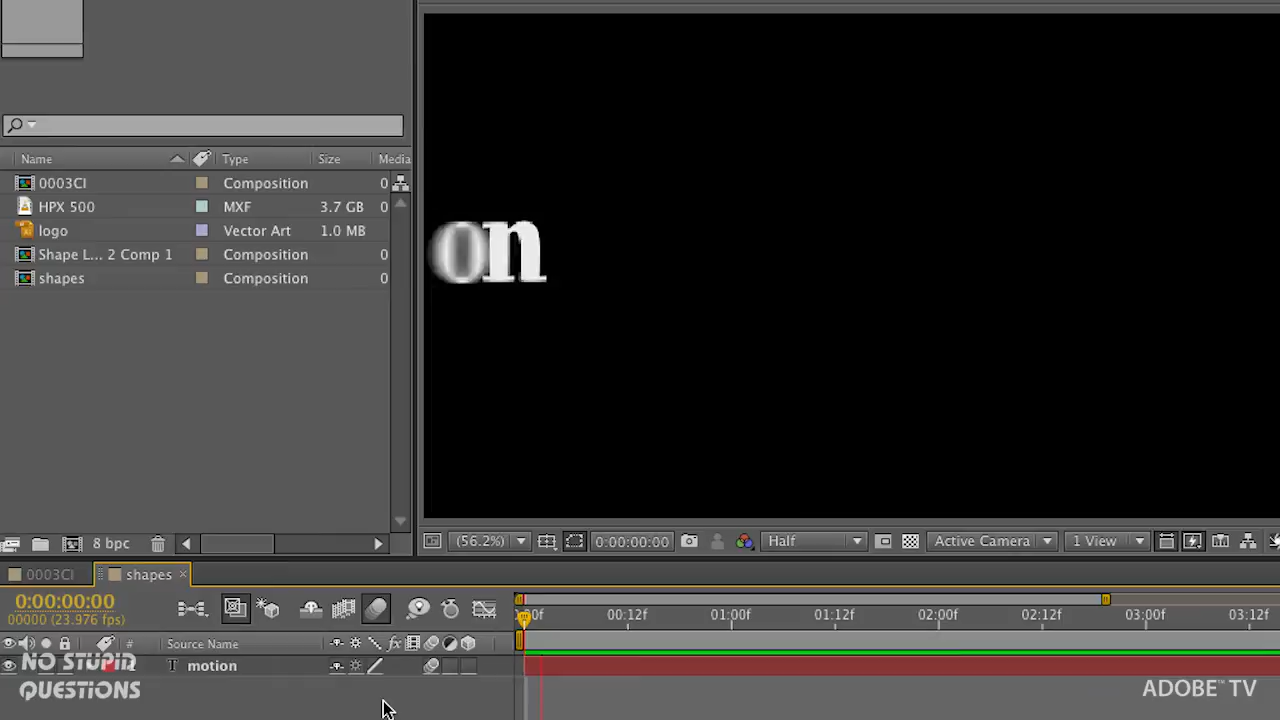 Name Type Size Media
0003CI Composition 0
HPX 500 MXF 3.7 GB 0
logo Vector Art 1.0 MB
Shape L... 2 Comp 1 Composition 0
shapes Composition 0
on
8 bpc
(56.2%) 0:00:00:00 Half Active Camera 1 View
0003CI shapes ×
0:00:00:00
00000 (23.976 fps)
:00f 00:12f 01:00f 01:12f 02:00f 02:12f 03:00f 03:12f
# Source Name fx
T motion
NO STUPID
QUESTIONS
ADOBE™ TV